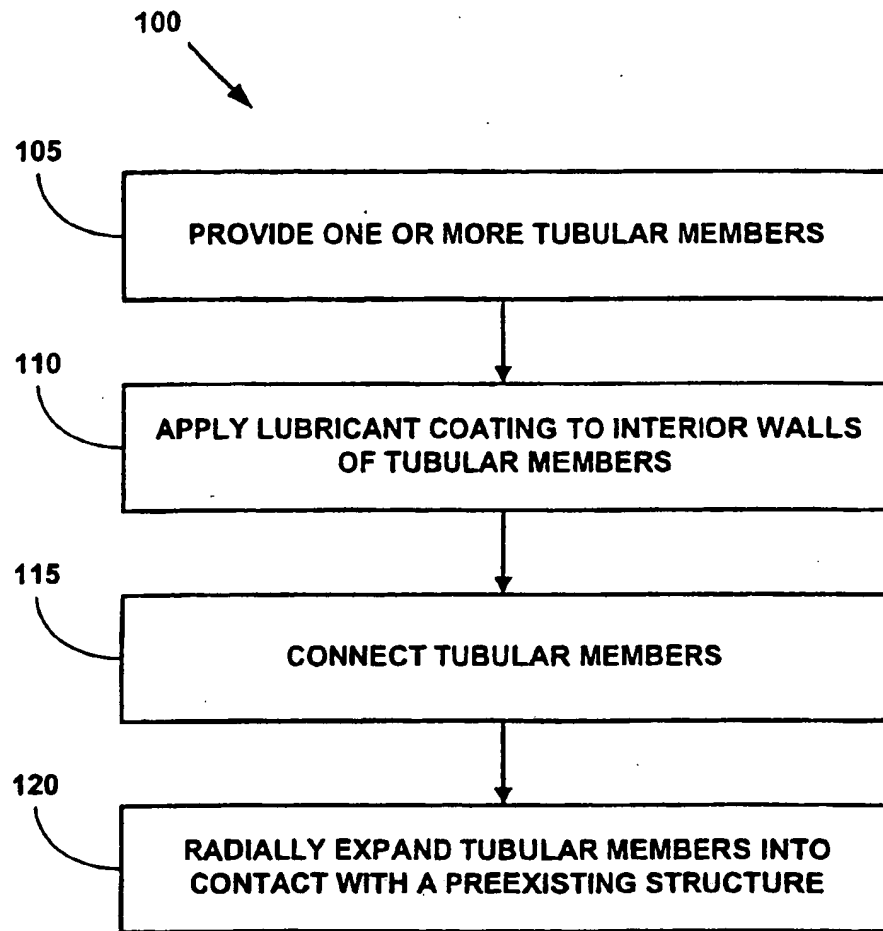 100
105
PROVIDE ONE OR MORE TUBULAR MEMBERS
110
APPLY LUBRICANT COATING TO INTERIOR WALLS
OF TUBULAR MEMBERS
115
CONNECT TUBULAR MEMBERS
120
RADIALLY EXPAND TUBULAR MEMBERS INTO
CONTACT WITH A PREEXISTING STRUCTURE